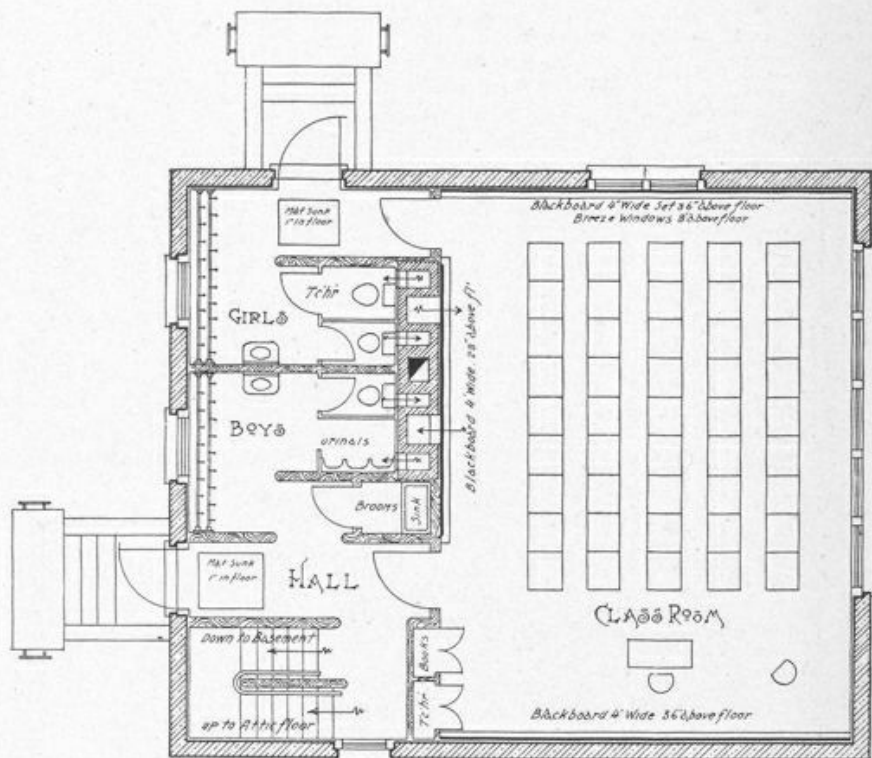 Blackboard 4' Wide Set 36" above floor
Breeze Windows 8' above floor
Mat Sunk
1" in floor
Tchr
GIRLS
Blackboard 4' Wide. 28" above fl'
BOYS
urinals
Brooms
Sink
Mat Sunk
1" in floor
HALL
CLASS ROOM
Down to Basement
Books
up to Attic floor
Tchr
Blackboard 4' Wide 36" above floor